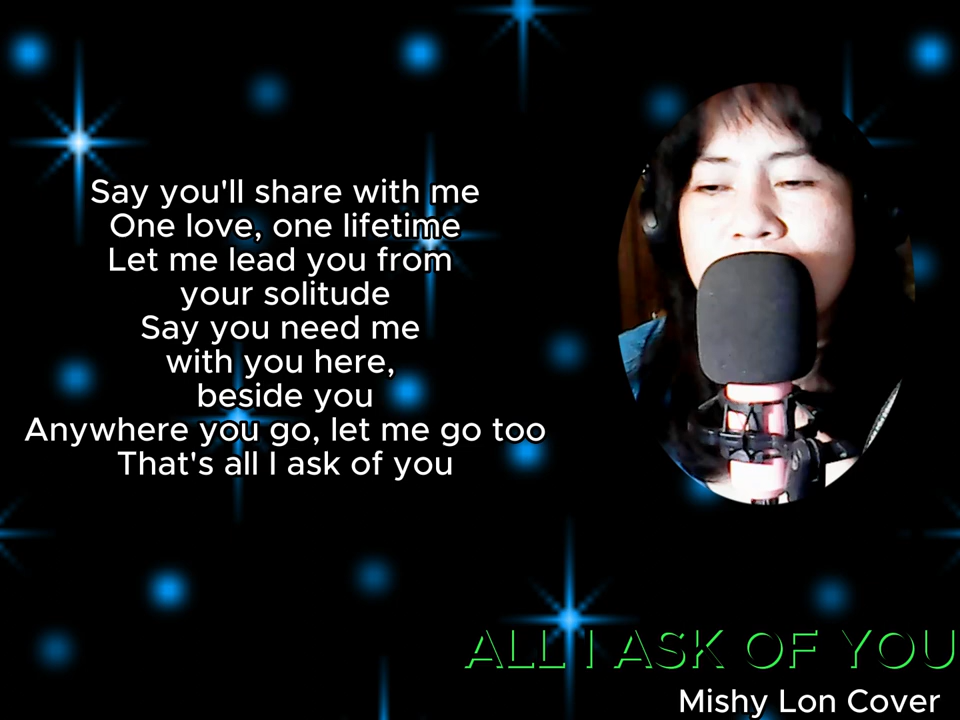 Say you'll share with me
One love, one lifetime
Let me lead you from
your solitude
Say you need me
with you here,
beside you
Anywhere you go, let me go too
That's all I ask of you
ALL I ASK OF YOU
Mishy Lon Cover